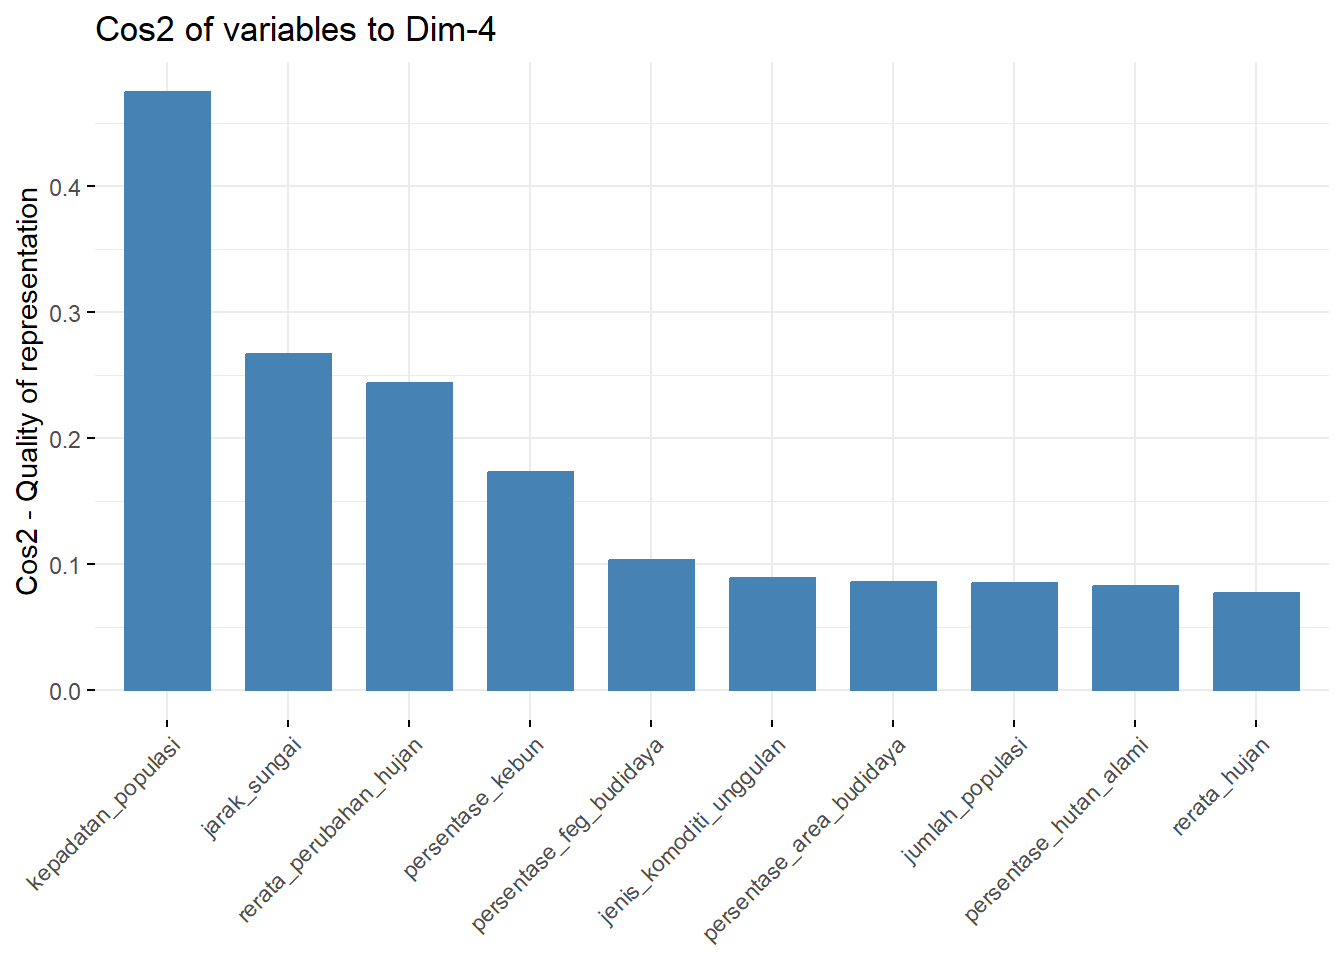 Cos2 of variables to Dim-4
Cos2 - Quality of representation
0.4
0.3
0.2
0.1
0.0
kepadatan_populasi
jarak_sungai
rerata_perubahan_hujan
persentase_kebun
persentase_feg_budidaya
jenis_komoditi_unggulan
persentase_area_budidaya
jumlah_populasi
persentase_hutan_alami
rerata_hujan